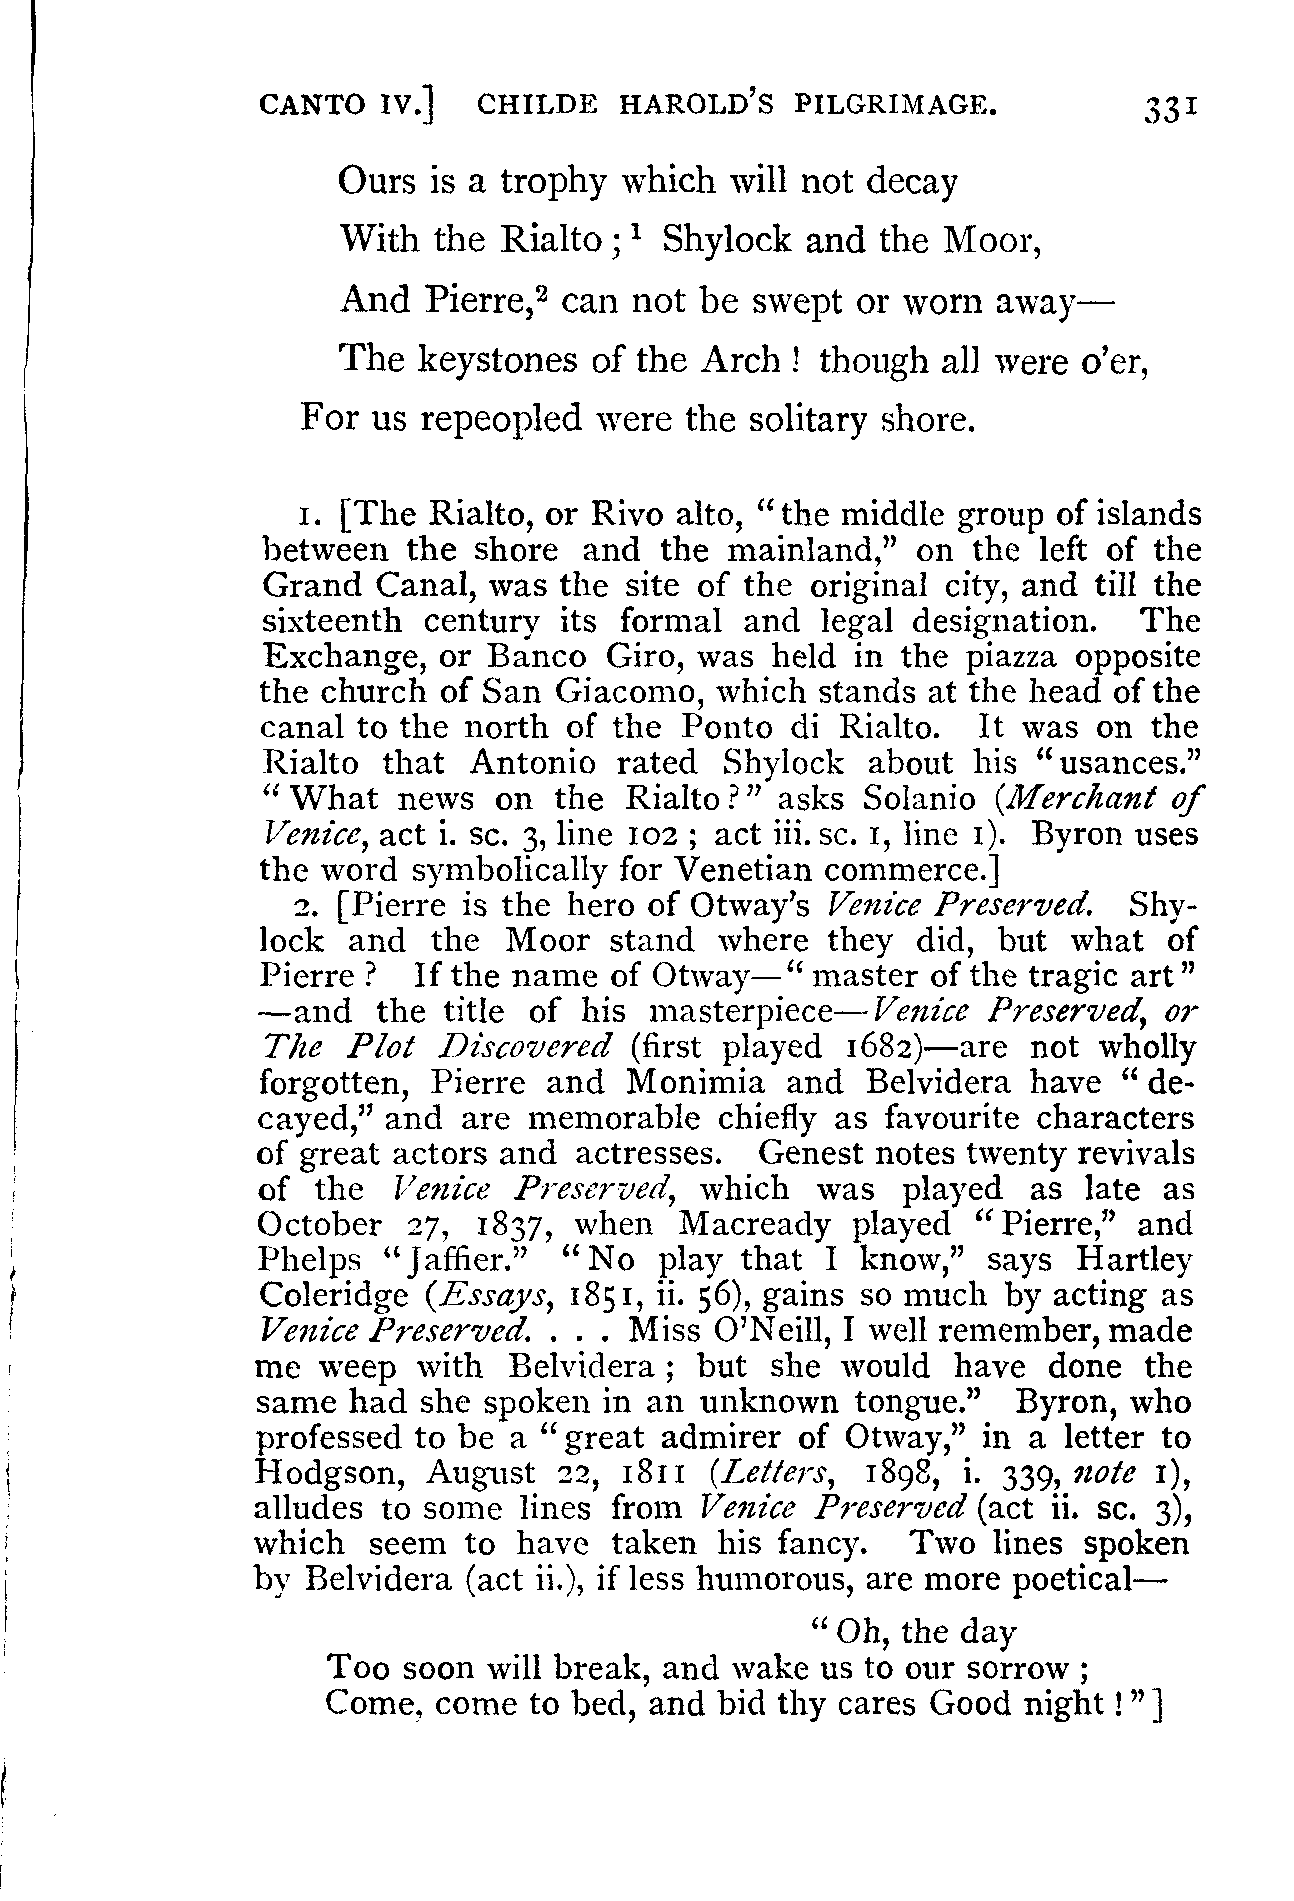 CANTO IV.] CHILDE HAROLD'S PILGRIMAGE. 331
Ours is a trophy which will not decay
With the Rialto ; ¹ Shylock and the Moor,
And Pierre,² can not be swept or worn away—
The keystones of the Arch ! though all were o'er,
For us repeopled were the solitary shore.
1. [The Rialto, or Rivo alto, "the middle group of islands
between the shore and the mainland," on the left of the
Grand Canal, was the site of the original city, and till the
sixteenth century its formal and legal designation. The
Exchange, or Banco Giro, was held in the piazza opposite
the church of San Giacomo, which stands at the head of the
canal to the north of the Ponto di Rialto. It was on the
Rialto that Antonio rated Shylock about his "usances."
"What news on the Rialto?" asks Solanio (Merchant of
Venice, act i. sc. 3, line 102 ; act iii. sc. 1, line 1). Byron uses
the word symbolically for Venetian commerce.]
2. [Pierre is the hero of Otway's Venice Preserved. Shy-
lock and the Moor stand where they did, but what of
Pierre ? If the name of Otway—"master of the tragic art"
—and the title of his masterpiece—Venice Preserved, or
The Plot Discovered (first played 1682)—are not wholly
forgotten, Pierre and Monimia and Belvidera have "de-
cayed," and are memorable chiefly as favourite characters
of great actors and actresses. Genest notes twenty revivals
of the Venice Preserved, which was played as late as
October 27, 1837, when Macready played "Pierre," and
Phelps "Jaffier." "No play that I know," says Hartley
Coleridge (Essays, 1851, ii. 56), gains so much by acting as
Venice Preserved. . . . Miss O'Neill, I well remember, made
me weep with Belvidera ; but she would have done the
same had she spoken in an unknown tongue." Byron, who
professed to be a "great admirer of Otway," in a letter to
Hodgson, August 22, 1811 (Letters, 1898, i. 339, note 1),
alludes to some lines from Venice Preserved (act ii. sc. 3),
which seem to have taken his fancy. Two lines spoken
by Belvidera (act ii.), if less humorous, are more poetical—
"Oh, the day
Too soon will break, and wake us to our sorrow ;
Come, come to bed, and bid thy cares Good night ! "]